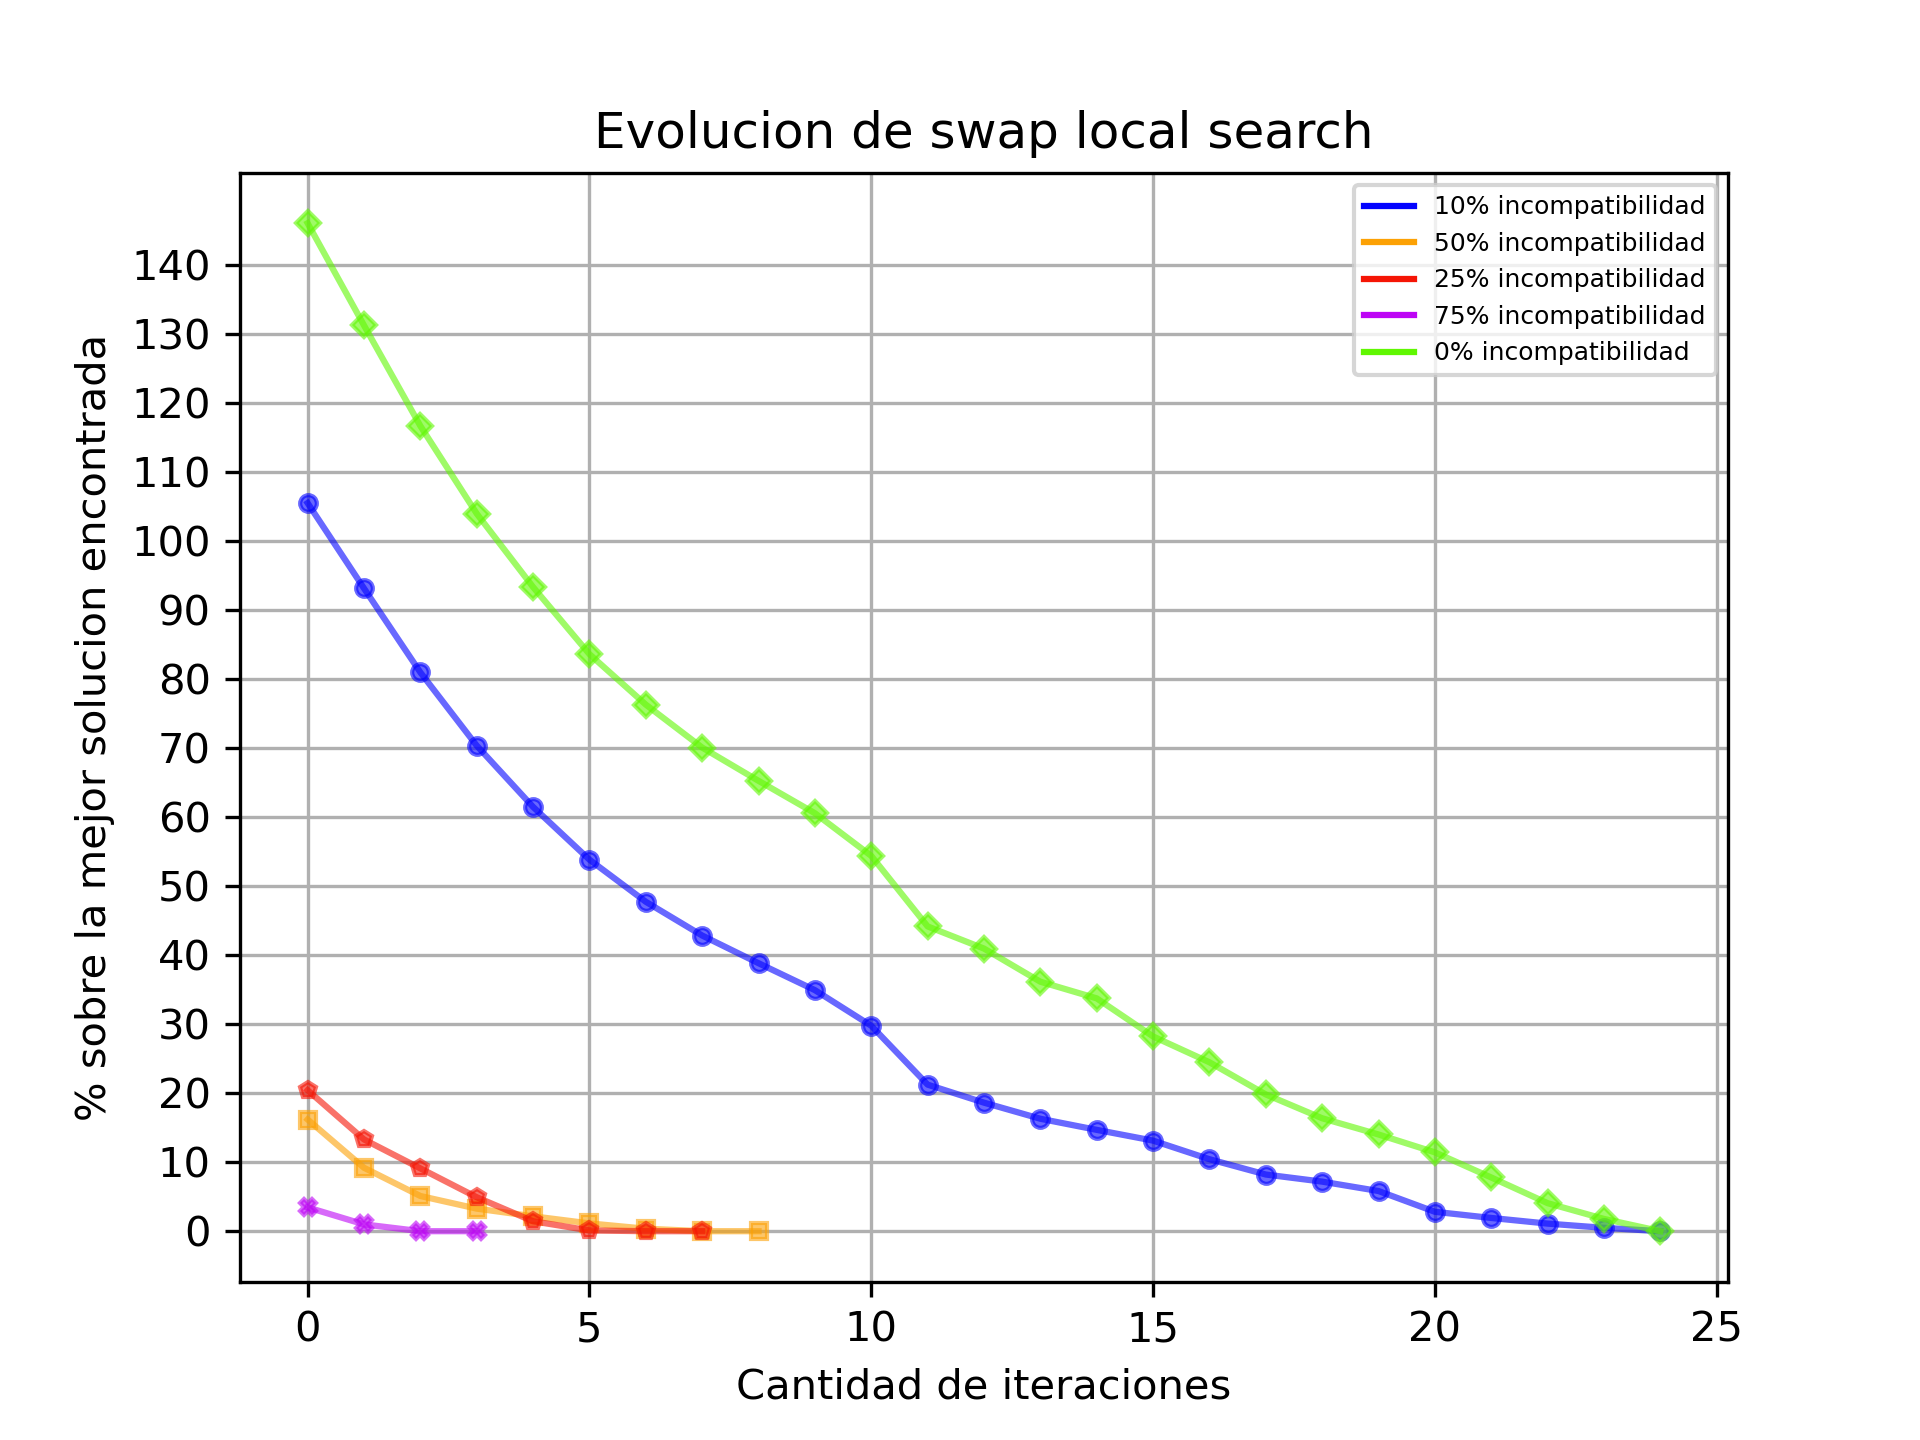 Evolucion de swap local search
% sobre la mejor solucion encontrada
140
130
120
110
100
90
80
70
60
50
40
30
20
10
0
10% incompatibilidad
50% incompatibilidad
25% incompatibilidad
75% incompatibilidad
0% incompatibilidad
0 5 10 15 20 25
Cantidad de iteraciones